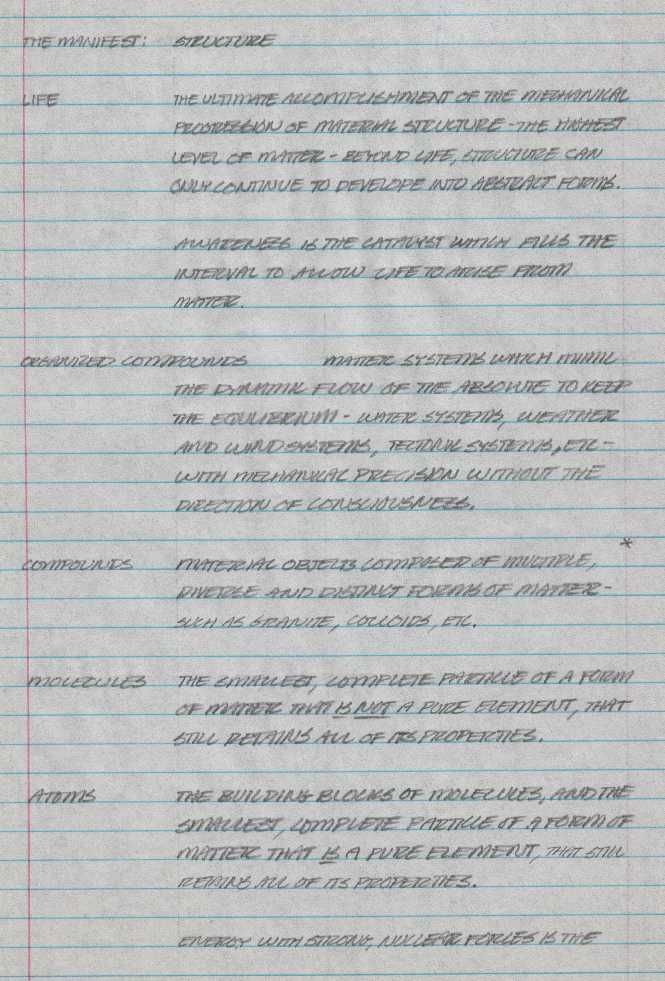 THE MANIFEST: STRUCTURE
LIFE THE ULTIMATE ACCOMPLISHMENT OF THE MECHANICAL
PROGRESSION OF MATERIAL STRUCTURE - THE HIGHEST
LEVEL OF MATTER - BEYOND LIFE, STRUCTURE CAN
ONLY CONTINUE TO DEVELOPE INTO ABSTRACT FORMS.
AWARENESS IS THE CATALYST WHICH FILLS THE
INTERVAL TO ALLOW LIFE TO ARISE FROM
MATTER.
ORGANIZED COMPOUNDS MATTER SYSTEMS WHICH MIMIC
THE DYNAMIC FLOW OF THE ABSOLUTE TO KEEP
THE EQUILIBRIUM - WATER SYSTEMS, WEATHER
AND WIND SYSTEMS, TECTONIC SYSTEMS, ETC -
WITH MECHANICAL PRECISION WITHOUT THE
DIRECTION OF CONSCIOUSNESS.
*
COMPOUNDS MATERIAL OBJECTS COMPOSED OF MULTIPLE,
DIVERSE AND DISTINCT FORMS OF MATTER -
SUCH AS GRANITE, COLLOIDS, ETC.
MOLECULES THE SMALLEST, COMPLETE PARTICLE OF A FORM
OF MATTER THAT IS NOT A PURE ELEMENT, THAT
STILL RETAINS ALL OF ITS PROPERTIES.
ATOMS THE BUILDING BLOCKS OF MOLECULES, AND THE
SMALLEST, COMPLETE PARTICLE OF A FORM OF
MATTER THAT IS A PURE ELEMENT, THAT STILL
RETAINS ALL OF ITS PROPERTIES.
ENERGY WITH STRONG, NUCLEAR FORCES IS THE